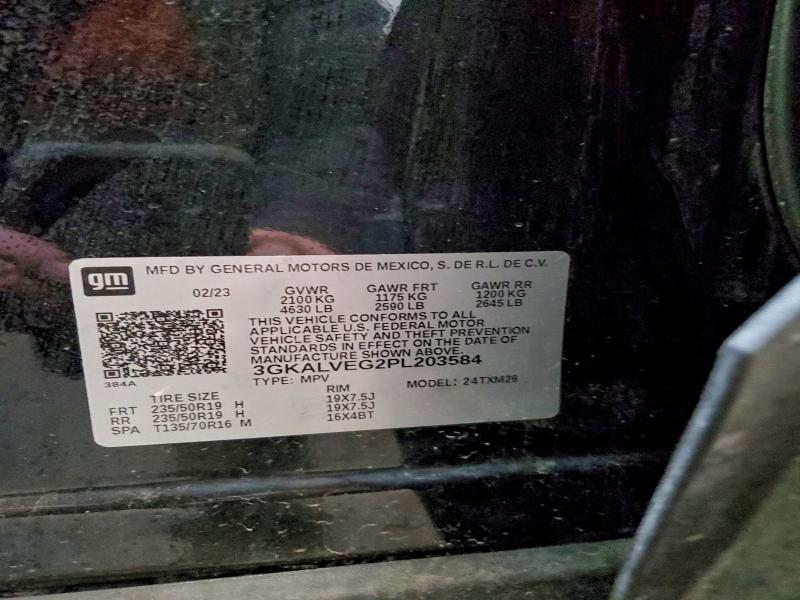 gm
MFD BY GENERAL MOTORS DE MEXICO, S. DE R.L. DE C.V.
02/23 GVWR GAWR FRT GAWR RR
2100 KG 1175 KG 1200 KG
4630 LB 2590 LB 2645 LB
THIS VEHICLE CONFORMS TO ALL
APPLICABLE U.S. FEDERAL MOTOR
VEHICLE SAFETY AND THEFT PREVENTION
STANDARDS IN EFFECT ON THE DATE OF
MANUFACTURE SHOWN ABOVE.
3GKALVEG2PL203584
384A TYPE: MPV MODEL: 24TXM26
TIRE SIZE RIM
FRT 235/50R19 H 19X7.5J
RR 235/50R19 H 19X7.5J
SPA T135/70R16 M 16X4BT